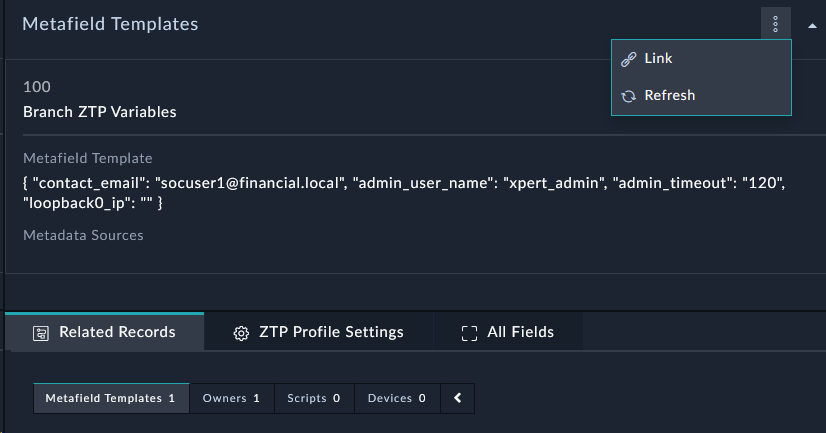 Metafield Templates
Link
Refresh
100
Branch ZTP Variables
Metafield Template
{ "contact_email": "socuser1@financial.local", "admin_user_name": "xpert_admin", "admin_timeout": "120",
"loopback0_ip": "" }
Metadata Sources
Related Records ZTP Profile Settings All Fields
Metafield Templates 1 Owners 1 Scripts 0 Devices 0